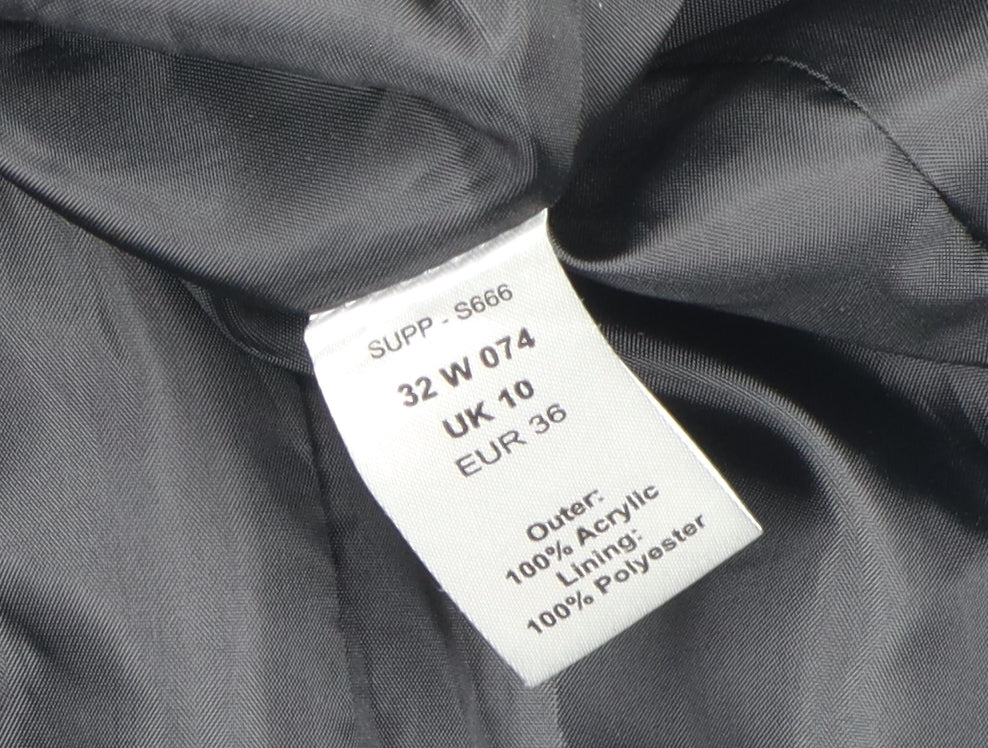 SUPP - S666
32 W 074
UK 10
EUR 36
Outer:
100% Acrylic
Lining:
100% Polyester